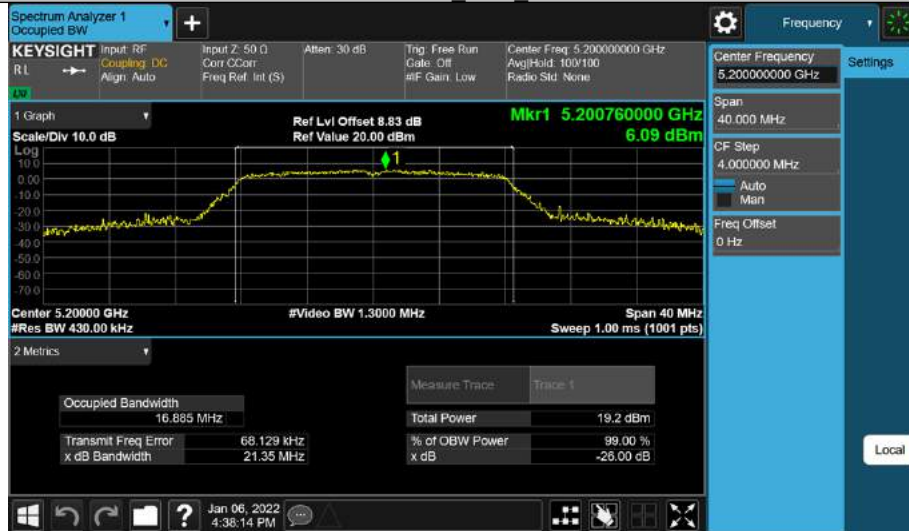 Spectrum Analyzer 1
Occupied BW
+
Frequency
KEYSIGHT
RL
Input: RF
Coupling: DC
Align: Auto
Input Z: 50 Ω
Corr CCorr
Freq Ref: Int (S)
Atten: 30 dB
Trig: Free Run
Gate: Off
#IF Gain: Low
Center Freq: 5.200000000 GHz
Avg|Hold: 100/100
Radio Std: None
Center Frequency
5.200000000 GHz
Settings
Span
40.000 MHz
CF Step
4.000000 MHz
Auto
Man
Freq Offset
0 Hz
Local
1 Graph
Scale/Div 10.0 dB
Ref Lvl Offset 8.83 dB
Ref Value 20.00 dBm
Mkr1 5.200760000 GHz
6.09 dBm
Log
10.0
0.00
-10.0
-20.0
-30.0
-40.0
-50.0
-60.0
-70.0
1
Center 5.20000 GHz
#Res BW 430.00 kHz
#Video BW 1.3000 MHz
Span 40 MHz
Sweep 1.00 ms (1001 pts)
2 Metrics
Measure Trace
Trace 1
Occupied Bandwidth
16.885 MHz
Total Power
19.2 dBm
Transmit Freq Error
68.129 kHz
% of OBW Power
99.00 %
x dB Bandwidth
21.35 MHz
x dB
-26.00 dB
?
Jan 06, 2022
4:38:14 PM